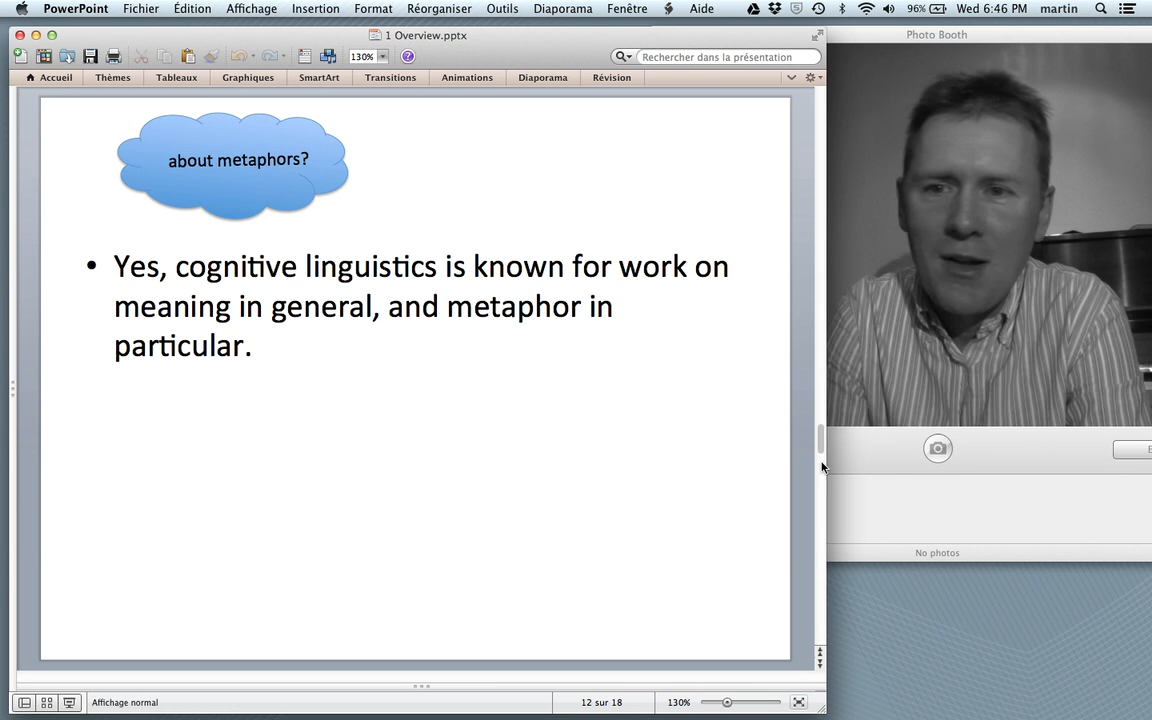 PowerPoint Fichier Édition Affichage Insertion Format Réorganiser Outils Diaporama Fenêtre Aide 96% Wed 6:46 PM martin
1 Overview.pptx
Photo Booth
130% Rechercher dans la présentation
Accueil Thèmes Tableaux Graphiques SmartArt Transitions Animations Diaporama Révision
about metaphors?
• Yes, cognitive linguistics is known for work on
meaning in general, and metaphor in
particular.
No photos
Affichage normal 12 sur 18 130%